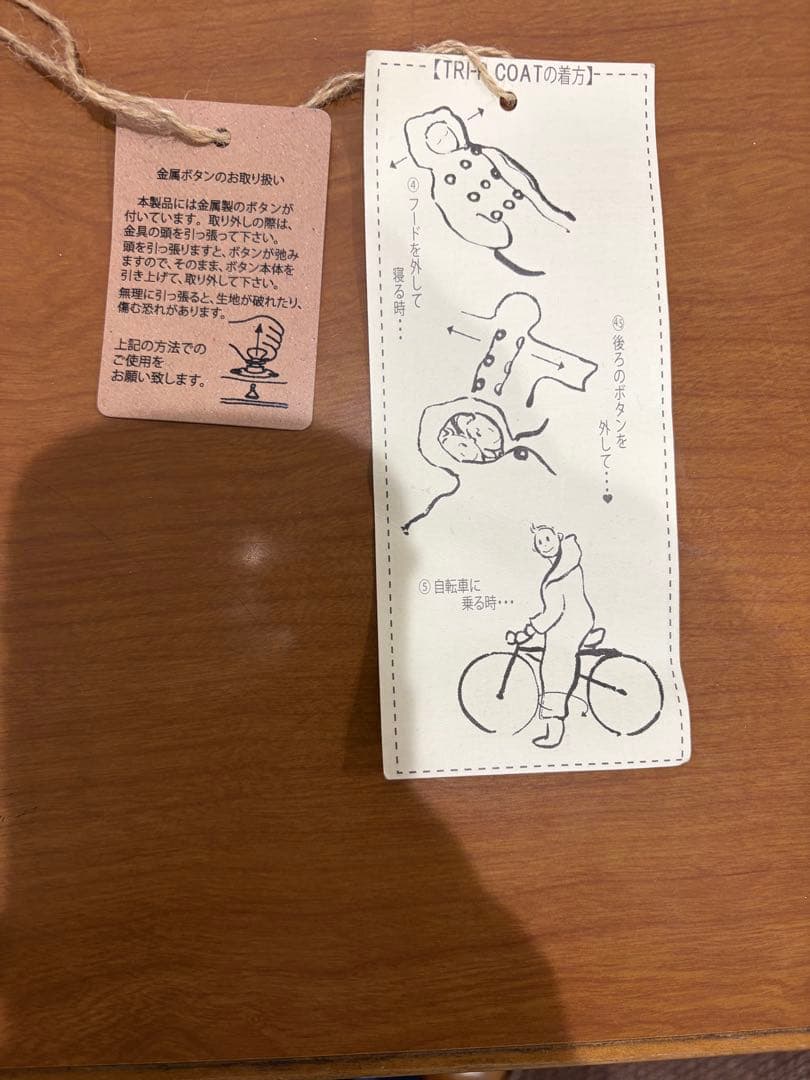 金属ボタンのお取り扱い
本製品には金属製のボタンが
付いています。取り外しの際は、
金具の頭を引っ張って下さい。
頭を引っ張りますと、ボタンが弛み
ますので、そのまま、ボタン本体を
引き上げて、取り外して下さい。
無理に引っ張ると、生地が破れたり、
傷む恐れがあります。
上記の方法での
ご使用を
お願い致します。
【TRI-P COATの着方】
④フードを外して
寝る時・・・
㊺後ろのボタンを
外して・・・♥
⑤自転車に
乗る時・・・